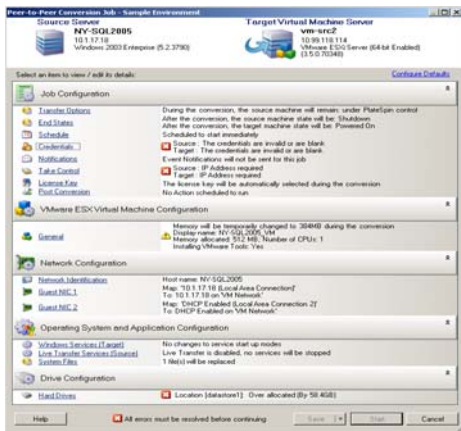 Peer-to-Peer Conversion Job - Sample Environment
Source Server
NY-SQL2005
10.1.17.18
Windows 2003 Enterprise (5.2.3790)
Target Virtual Machine Server
vm-src2
10.99.118.114
VMware ESX Server (64-bit Enabled)
(3.5.0.70348)
Select an item to view / edit its details:
Configure Defaults
Job Configuration
Transfer Options During the conversion, the source machine will remain: under PlateSpin control
End States After the conversion, the source machine state will be: Shutdown
After the conversion, the target machine state will be: Powered On
Schedule Scheduled to start immediately
Credentials Source : The credentials are invalid or are blank
Target : The credentials are invalid or are blank
Notifications Event Notifications will not be sent for this job
Take Control Source : IP Address required
Target : IP Address required
License Key The license key will be automatically selected during the conversion
Post Conversion No Action scheduled to run
VMware ESX Virtual Machine Configuration
General Memory will be temporarily changed to 384MB during the conversion
Display name: NY-SQL2005_VM
Memory allocated: 512 MB, Number of CPUs: 1
Installing VMware Tools: Yes
Network Configuration
Network Identification Host name: NY-SQL2005
Guest NIC 1 Map: '10.1.17.18 (Local Area Connection)'
To: 10.1.17.18 on 'VM Network'
Guest NIC 2 Map: 'DHCP Enabled (Local Area Connection 2)'
To: DHCP Enabled on 'VM Network'
Operating System and Application Configuration
Windows Services (Target) No changes to service start up modes
Live Transfer Services (Source) Live Transfer is disabled, no services will be stopped
System Files 1 file(s) will be replaced
Drive Configuration
Hard Drives Location [datastore1] Over allocated (By 58.4GB)
Help All errors must be resolved before continuing Save Start Cancel